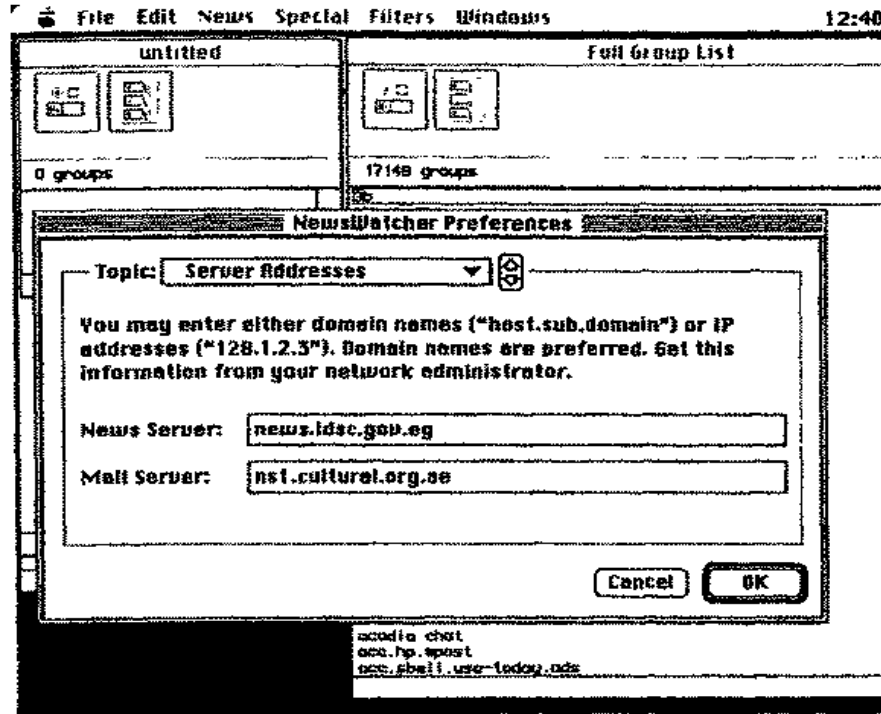 File Edit News Special Filters Windows 12:40
untitled
Full Group List
0 groups
17148 groups
NewsWatcher Preferences
Topic: Server Addresses
You may enter either domain names ("host.sub.domain") or IP
addresses ("128.1.2.3"). Domain names are preferred. Get this
information from your network administrator.
News Server: news.idsc.gov.eg
Mail Server: ns1.cultural.org.ae
Cancel OK
acadia chat
acc.hp.spost
acc.sbell.usa-today.ads